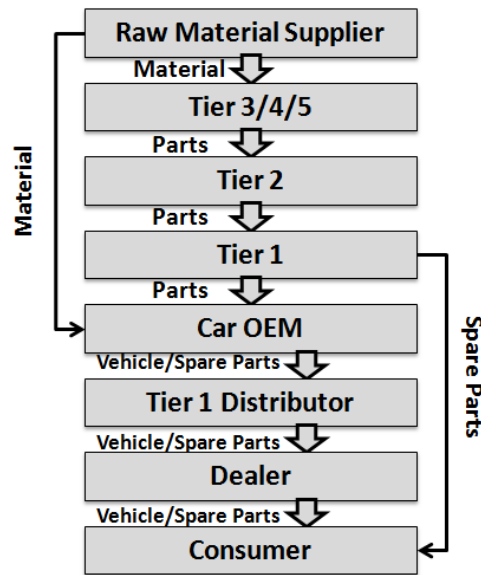 Raw Material Supplier
Material
Tier 3/4/5
Parts
Tier 2
Parts
Tier 1
Parts
Car OEM
Vehicle/Spare Parts
Tier 1 Distributor
Vehicle/Spare Parts
Dealer
Vehicle/Spare Parts
Consumer
Material
Spare Parts